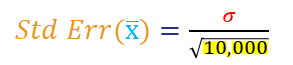 Std Err(x̅) = σ / √10,000